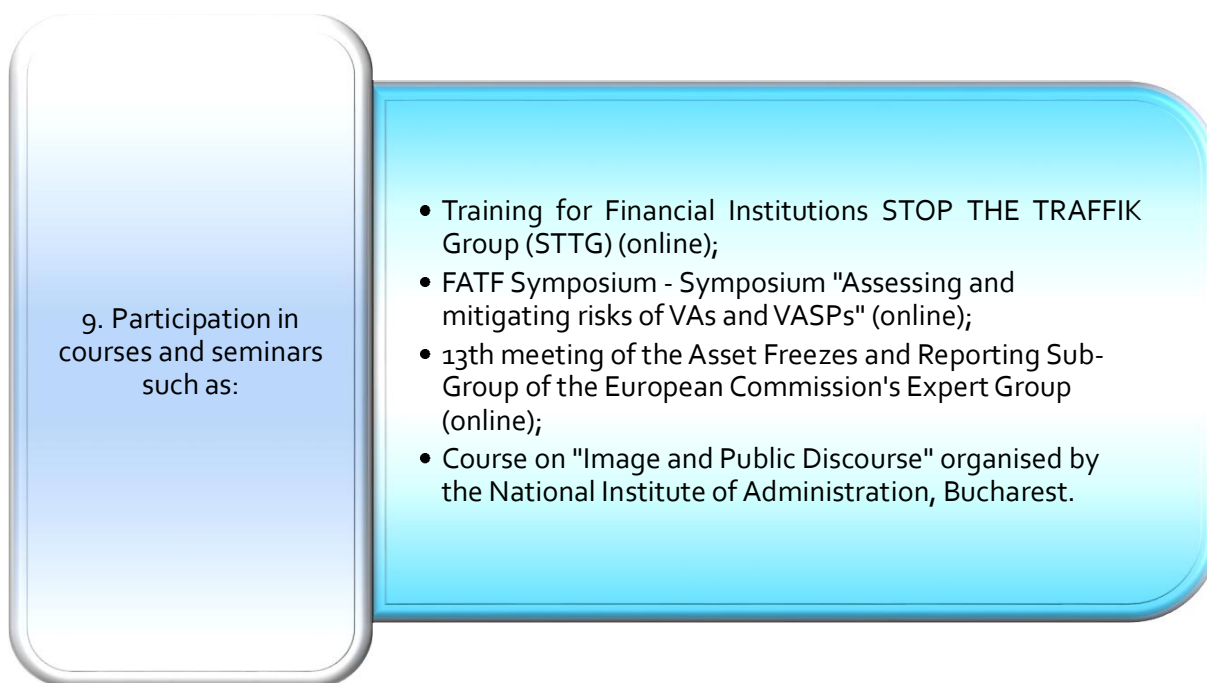 9. Participation in
courses and seminars
such as:
• Training for Financial Institutions STOP THE TRAFFIK
Group (STTG) (online);
• FATF Symposium - Symposium "Assessing and
mitigating risks of VAs and VASPs" (online);
• 13th meeting of the Asset Freezes and Reporting Sub-
Group of the European Commission's Expert Group
(online);
• Course on "Image and Public Discourse" organised by
the National Institute of Administration, Bucharest.